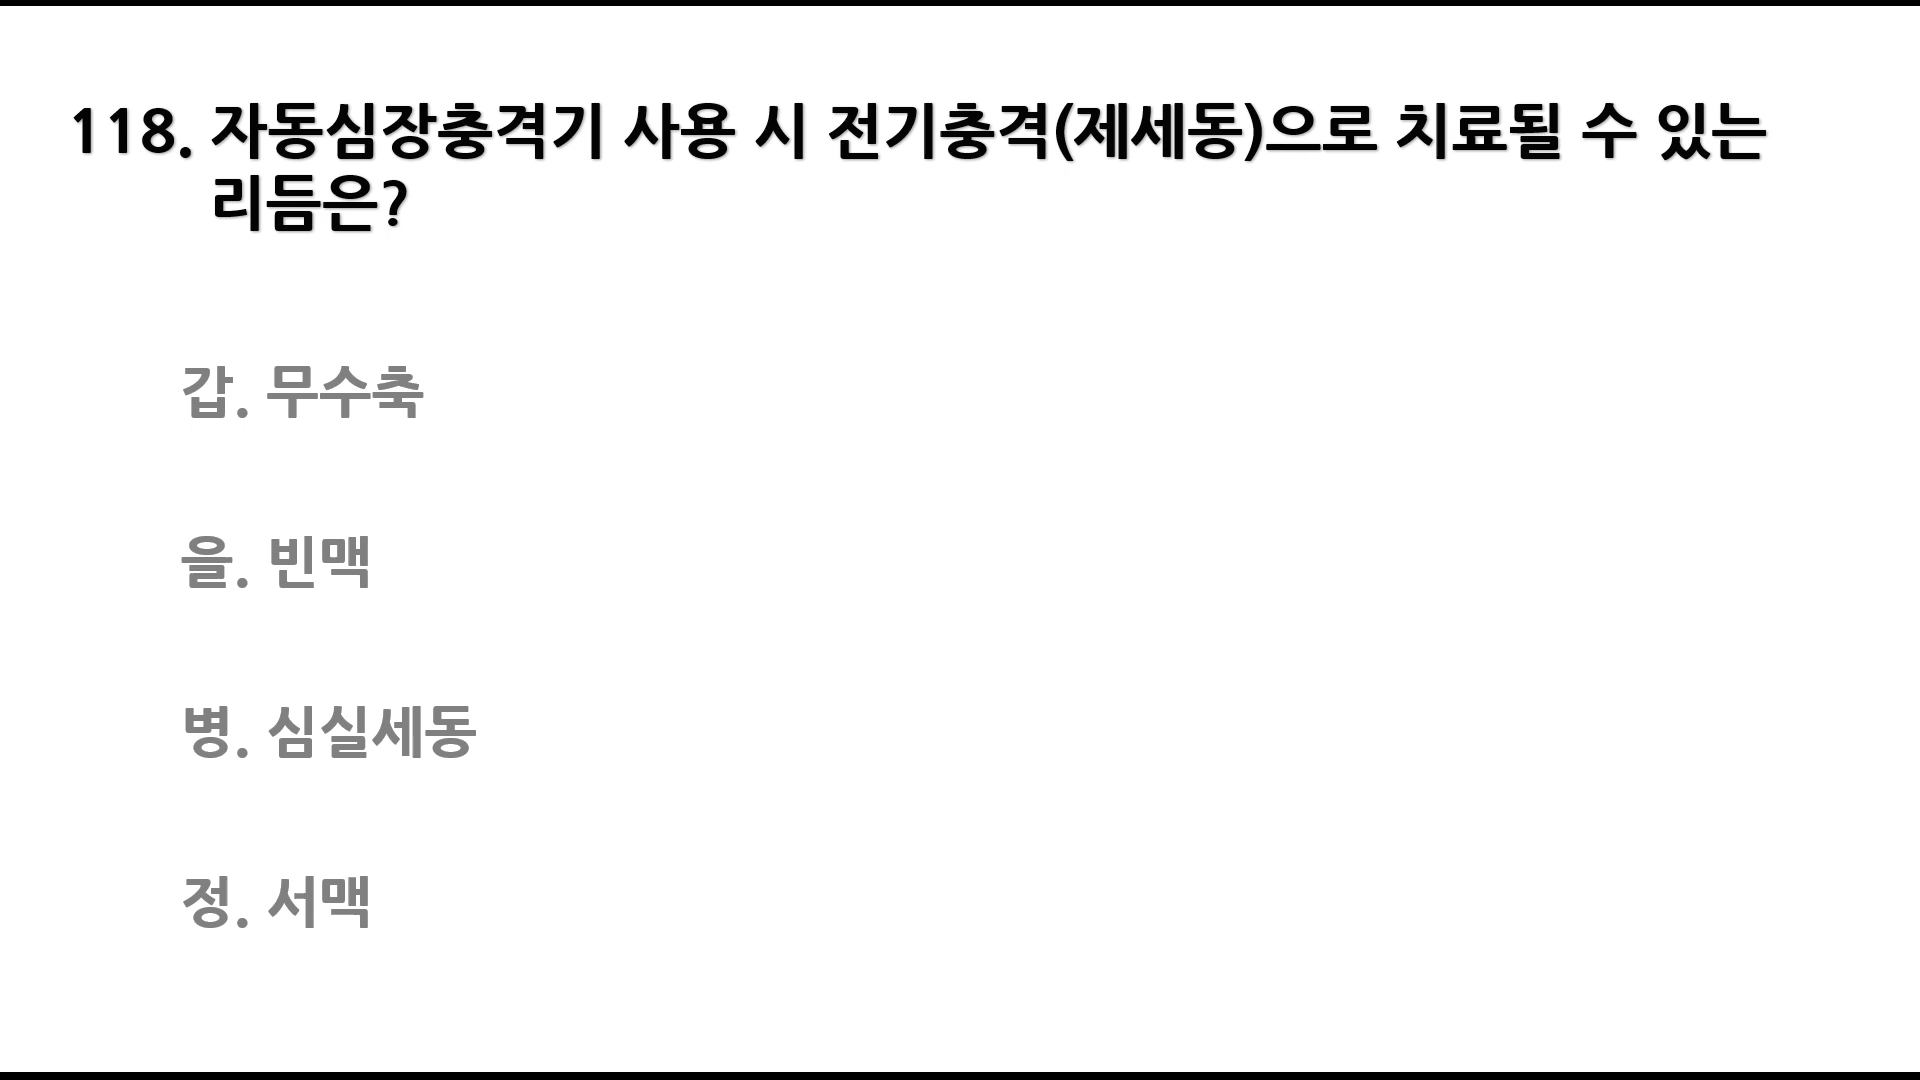 118. 자동심장충격기 사용 시 전기충격(제세동)으로 치료될 수 있는
리듬은?
갑. 무수축
을. 빈맥
병. 심실세동
정. 서맥